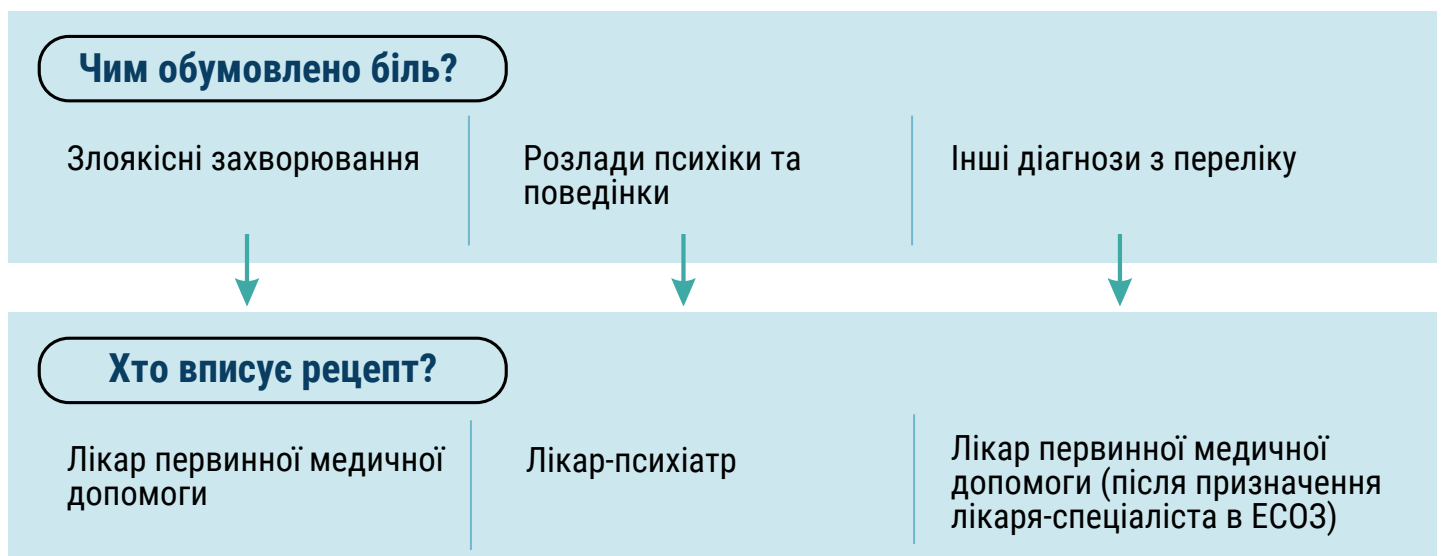 Чим обумовлено біль?
Злоякісні захворювання
Розлади психіки та
поведінки
Інші діагнози з переліку
Хто вписує рецепт?
Лікар первинної медичної
допомоги
Лікар-психіатр
Лікар первинної медичної
допомоги (після призначення
лікаря-спеціаліста в ЕСОЗ)